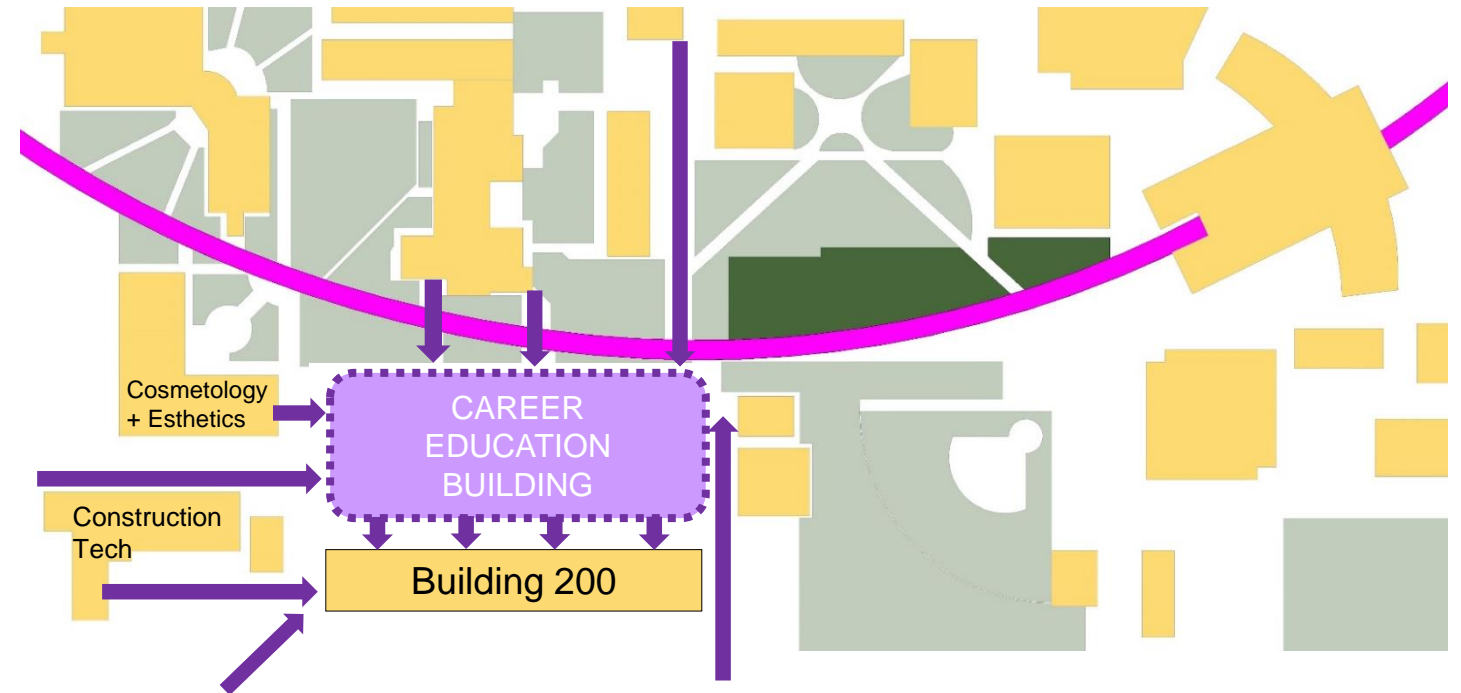 Cosmetology
+ Esthetics
CAREER
EDUCATION
BUILDING
Construction
Tech
Building 200